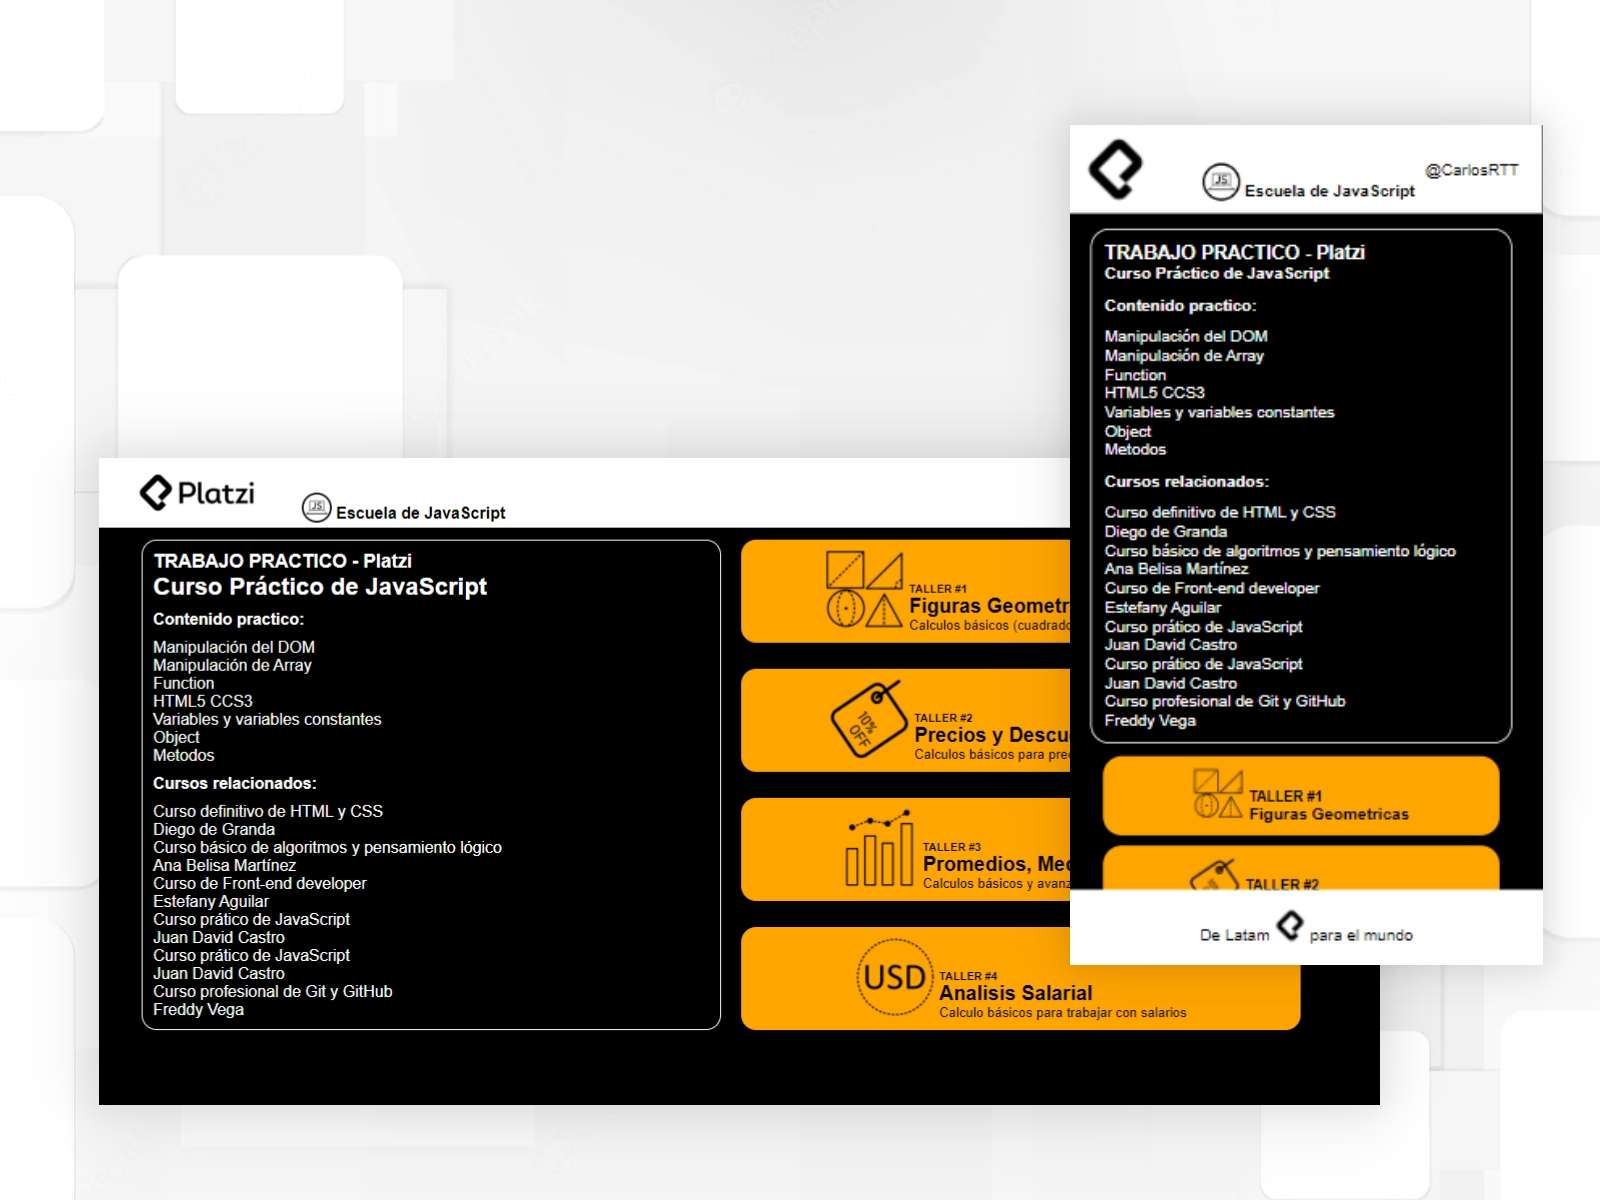 Platzi
JS
Escuela de JavaScript
TRABAJO PRACTICO - Platzi
Curso Práctico de JavaScript
Contenido practico:
Manipulación del DOM
Manipulación de Array
Function
HTML5 CCS3
Variables y variables constantes
Object
Metodos
Cursos relacionados:
Curso definitivo de HTML y CSS
Diego de Granda
Curso básico de algoritmos y pensamiento lógico
Ana Belisa Martínez
Curso de Front-end developer
Estefany Aguilar
Curso prático de JavaScript
Juan David Castro
Curso prático de JavaScript
Juan David Castro
Curso profesional de Git y GitHub
Freddy Vega
TALLER #1
Figuras Geometr
Calculos básicos (cuadrado
10%
OFF
TALLER #2
Precios y Descu
Calculos básicos para prec
TALLER #3
Promedios, Med
Calculos básicos y avanz
USD
TALLER #4
Analisis Salarial
Calculo básicos para trabajar con salarios
JS
Escuela de JavaScript
@CarlosRTT
TRABAJO PRACTICO - Platzi
Curso Práctico de JavaScript
Contenido practico:
Manipulación del DOM
Manipulación de Array
Function
HTML5 CCS3
Variables y variables constantes
Object
Metodos
Cursos relacionados:
Curso definitivo de HTML y CSS
Diego de Granda
Curso básico de algoritmos y pensamiento lógico
Ana Belisa Martínez
Curso de Front-end developer
Estefany Aguilar
Curso prático de JavaScript
Juan David Castro
Curso prático de JavaScript
Juan David Castro
Curso profesional de Git y GitHub
Freddy Vega
TALLER #1
Figuras Geometricas
TALLER #2
De Latam para el mundo